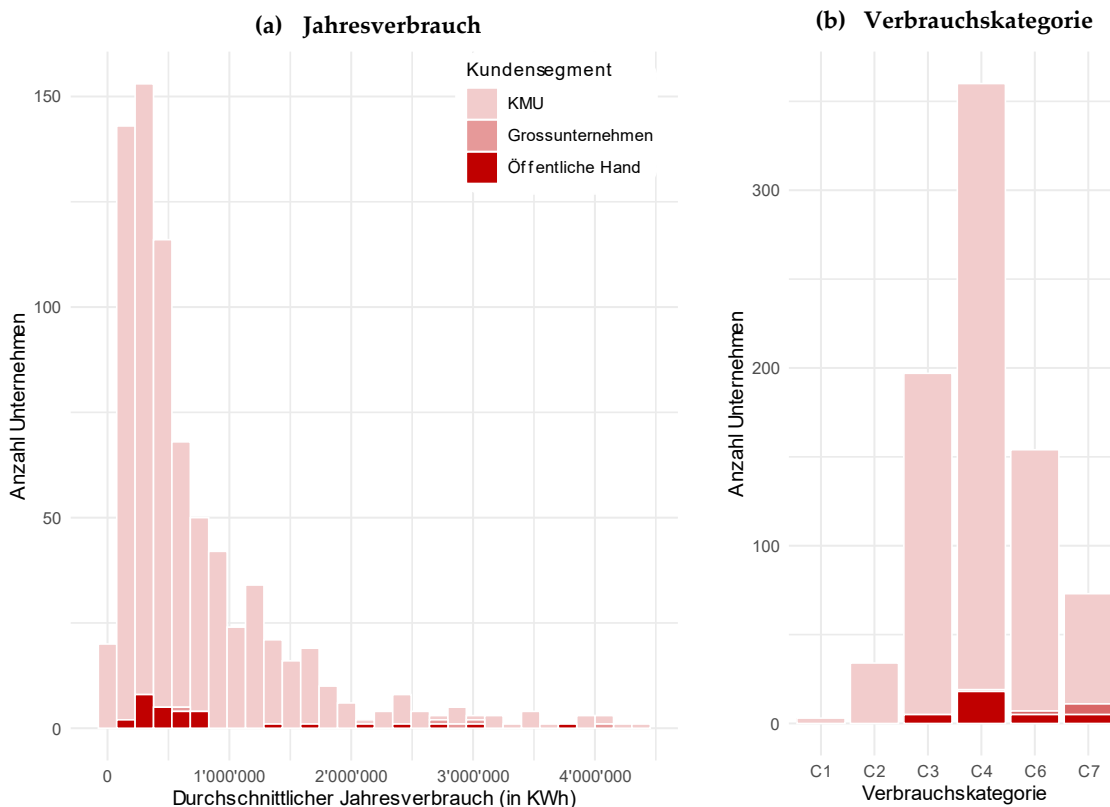 (a) Jahresverbrauch
Kundensegment
KMU
Grossunternehmen
Öffentliche Hand
Anzahl Unternehmen
150
100
50
0
0 1'000'000 2'000'000 3'000'000 4'000'000
Durchschnittlicher Jahresverbrauch (in KWh)
(b) Verbrauchskategorie
Anzahl Unternehmen
300
200
100
0
C1 C2 C3 C4 C6 C7
Verbrauchskategorie